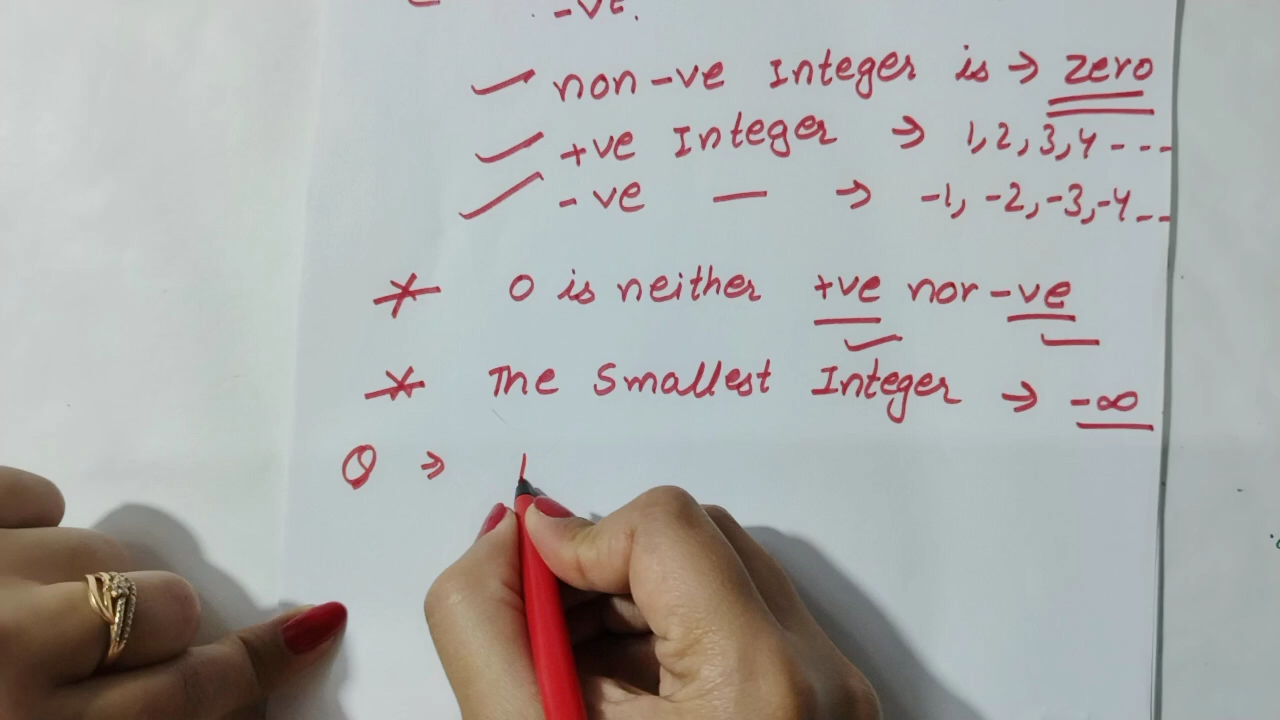 -ve.
non-ve Integer is → zero
+ve Integer → 1, 2, 3, 4 ---
-ve — → -1, -2, -3, -4 --
* 0 is neither +ve nor -ve
* The Smallest Integer → -∞
Q →